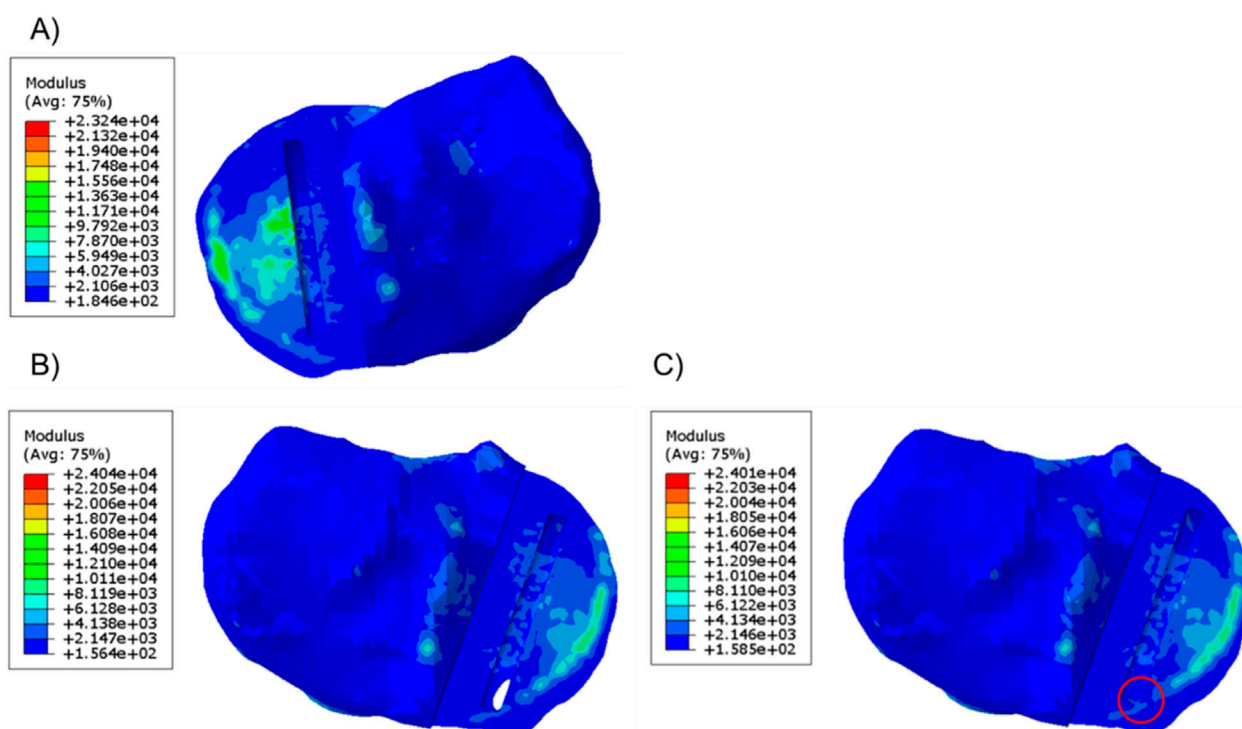 A)
Modulus
(Avg: 75%)
+2.324e+04
+2.132e+04
+1.940e+04
+1.748e+04
+1.556e+04
+1.363e+04
+1.171e+04
+9.792e+03
+7.870e+03
+5.949e+03
+4.027e+03
+2.106e+03
+1.846e+02
B)
Modulus
(Avg: 75%)
+2.404e+04
+2.205e+04
+2.006e+04
+1.807e+04
+1.608e+04
+1.409e+04
+1.210e+04
+1.011e+04
+8.119e+03
+6.128e+03
+4.138e+03
+2.147e+03
+1.564e+02
C)
Modulus
(Avg: 75%)
+2.401e+04
+2.203e+04
+2.004e+04
+1.805e+04
+1.606e+04
+1.407e+04
+1.209e+04
+1.010e+04
+8.110e+03
+6.122e+03
+4.134e+03
+2.146e+03
+1.585e+02